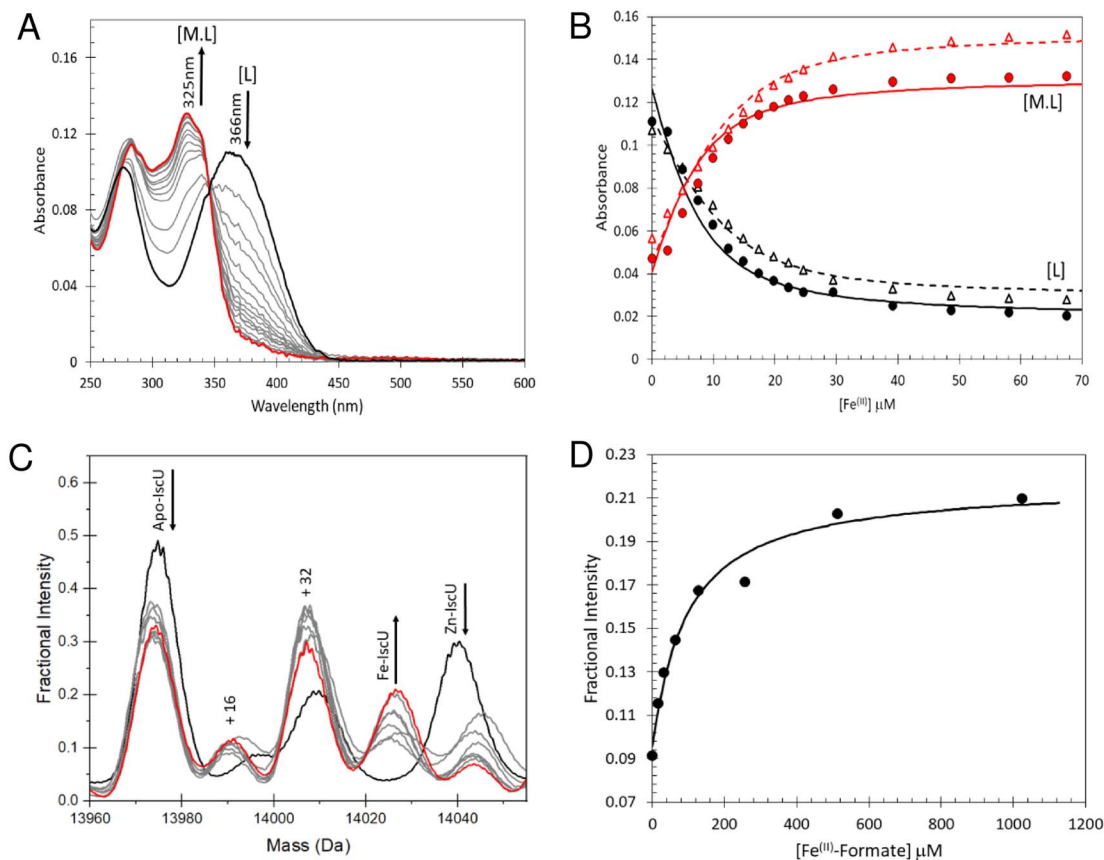 A
[M.L]
[L]
325nm
366nm
Absorbance
0.16
0.12
0.08
0.04
0
250 300 350 400 450 500 550 600
Wavelength (nm)
B
Absorbance
0.16
0.14
0.12
0.10
0.08
0.06
0.04
0.02
0
[M.L]
[L]
0 10 20 30 40 50 60 70
[Fe(II)] μM
C
Fractional Intensity
0.6
0.5
0.4
0.3
0.2
0.1
0.0
Apo-IscU
+ 16
+ 32
Fe-IscU
Zn-IscU
13960 13980 14000 14020 14040
Mass (Da)
D
Fractional Intensity
0.23
0.21
0.19
0.17
0.15
0.13
0.11
0.09
0.07
0 200 400 600 800 1000 1200
[Fe(II)-Formate] μM